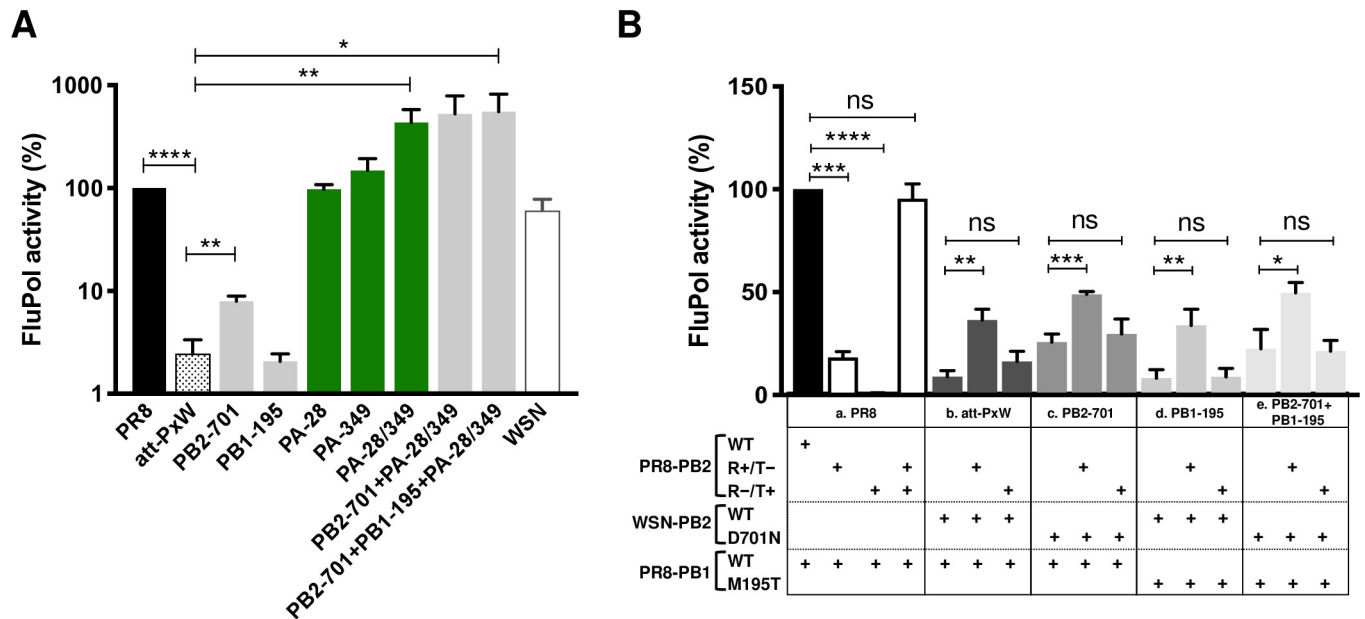 A
FluPol activity (%)
1000
100
10
1
****
**
**
*
PR8
att-PxW
PB2-701
PB1-195
PA-28
PA-349
PA-28/349
PB2-701+PA-28/349
PB2-701+PB1-195+PA-28/349
WSN
B
FluPol activity (%)
150
100
50
0
ns
****
***
ns
**
ns
***
ns
**
ns
*
a. PR8 b. att-PxW c. PB2-701 d. PB1-195 e. PB2-701+
PB1-195
PR8-PB2
WT +
R+/T− + + + + + +
R−/T+ + + + + + +
WSN-PB2
WT + + + + + +
D701N + + + + + +
PR8-PB1
WT + + + + + + + + + +
M195T + + + + + +